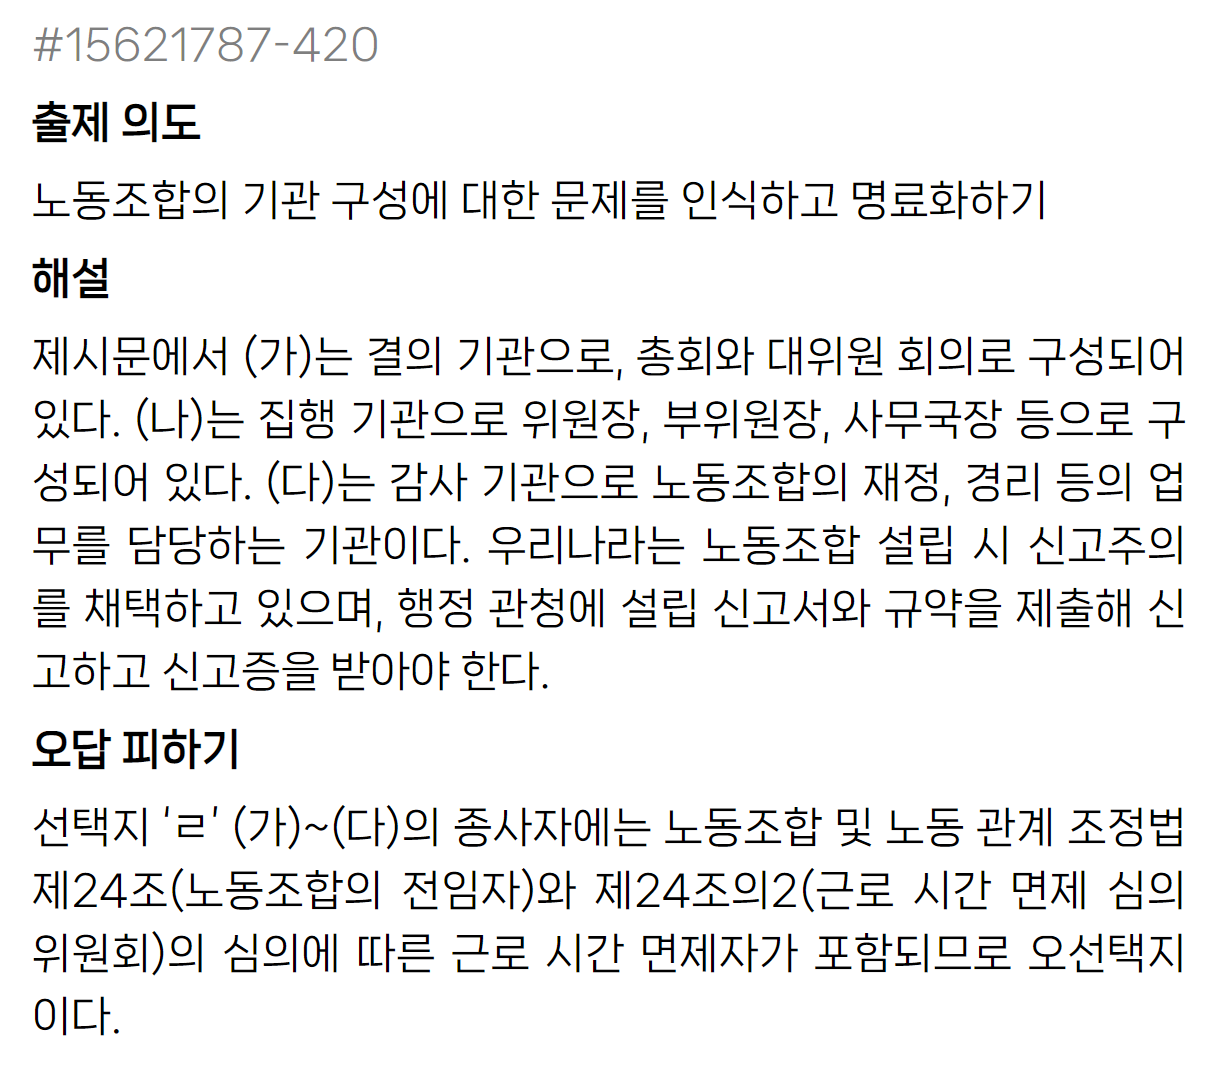 #15621787-420
출제 의도
노동조합의 기관 구성에 대한 문제를 인식하고 명료화하기
해설
제시문에서 (가)는 결의 기관으로, 총회와 대위원 회의로 구성되어
있다. (나)는 집행 기관으로 위원장, 부위원장, 사무국장 등으로 구
성되어 있다. (다)는 감사 기관으로 노동조합의 재정, 경리 등의 업
무를 담당하는 기관이다. 우리나라는 노동조합 설립 시 신고주의
를 채택하고 있으며, 행정 관청에 설립 신고서와 규약을 제출해 신
고하고 신고증을 받아야 한다.
오답 피하기
선택지 ‘ㄹ’ (가)~(다)의 종사자에는 노동조합 및 노동 관계 조정법
제24조(노동조합의 전임자)와 제24조의2(근로 시간 면제 심의
위원회)의 심의에 따른 근로 시간 면제자가 포함되므로 오선택지
이다.